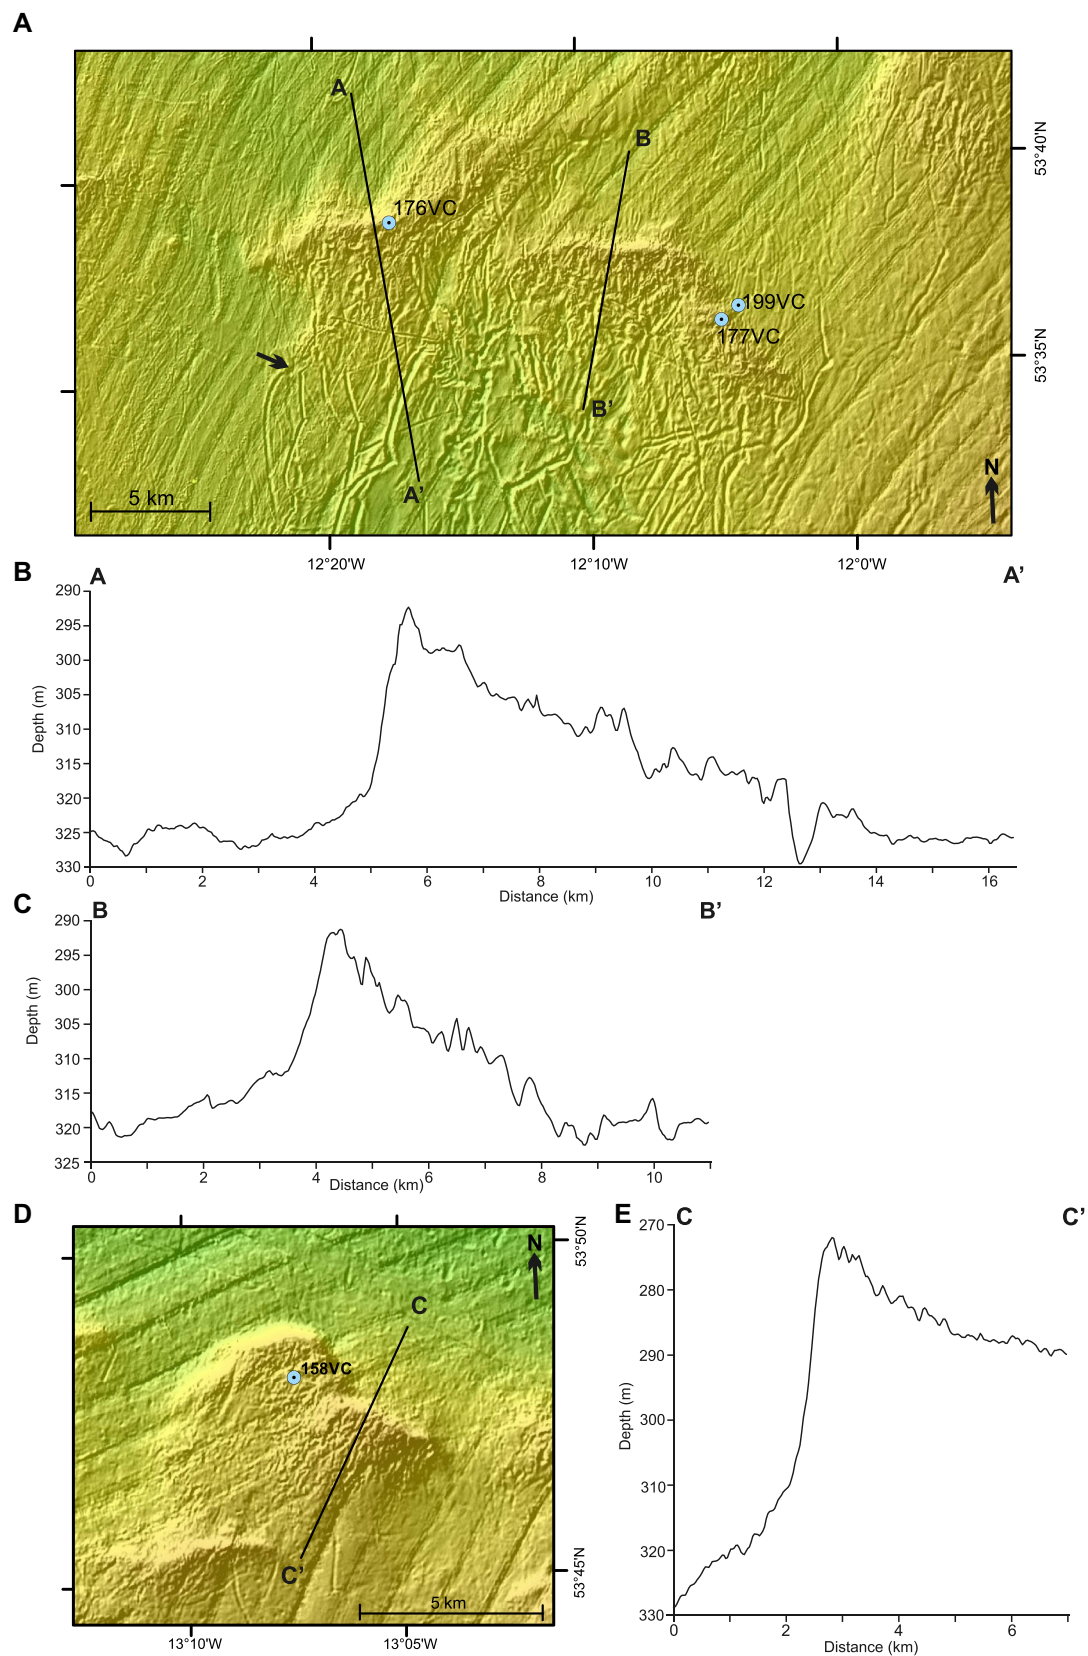 A
A
B
176VC
199VC
177VC
B'
A'
N
5 km
53°40'N
53°35'N
12°20'W
12°10'W
12°0'W
B
A
A'
290
295
300
305
310
315
320
325
330
Depth (m)
0
2
4
6
8
10
12
14
16
Distance (km)
C
B
B'
290
295
300
305
310
315
320
325
Depth (m)
0
2
4
6
8
10
Distance (km)
D
N
C
158VC
C'
5 km
53°50'N
53°45'N
13°10'W
13°05'W
E
C
C'
270
280
290
300
310
320
330
Depth (m)
0
2
4
6
Distance (km)